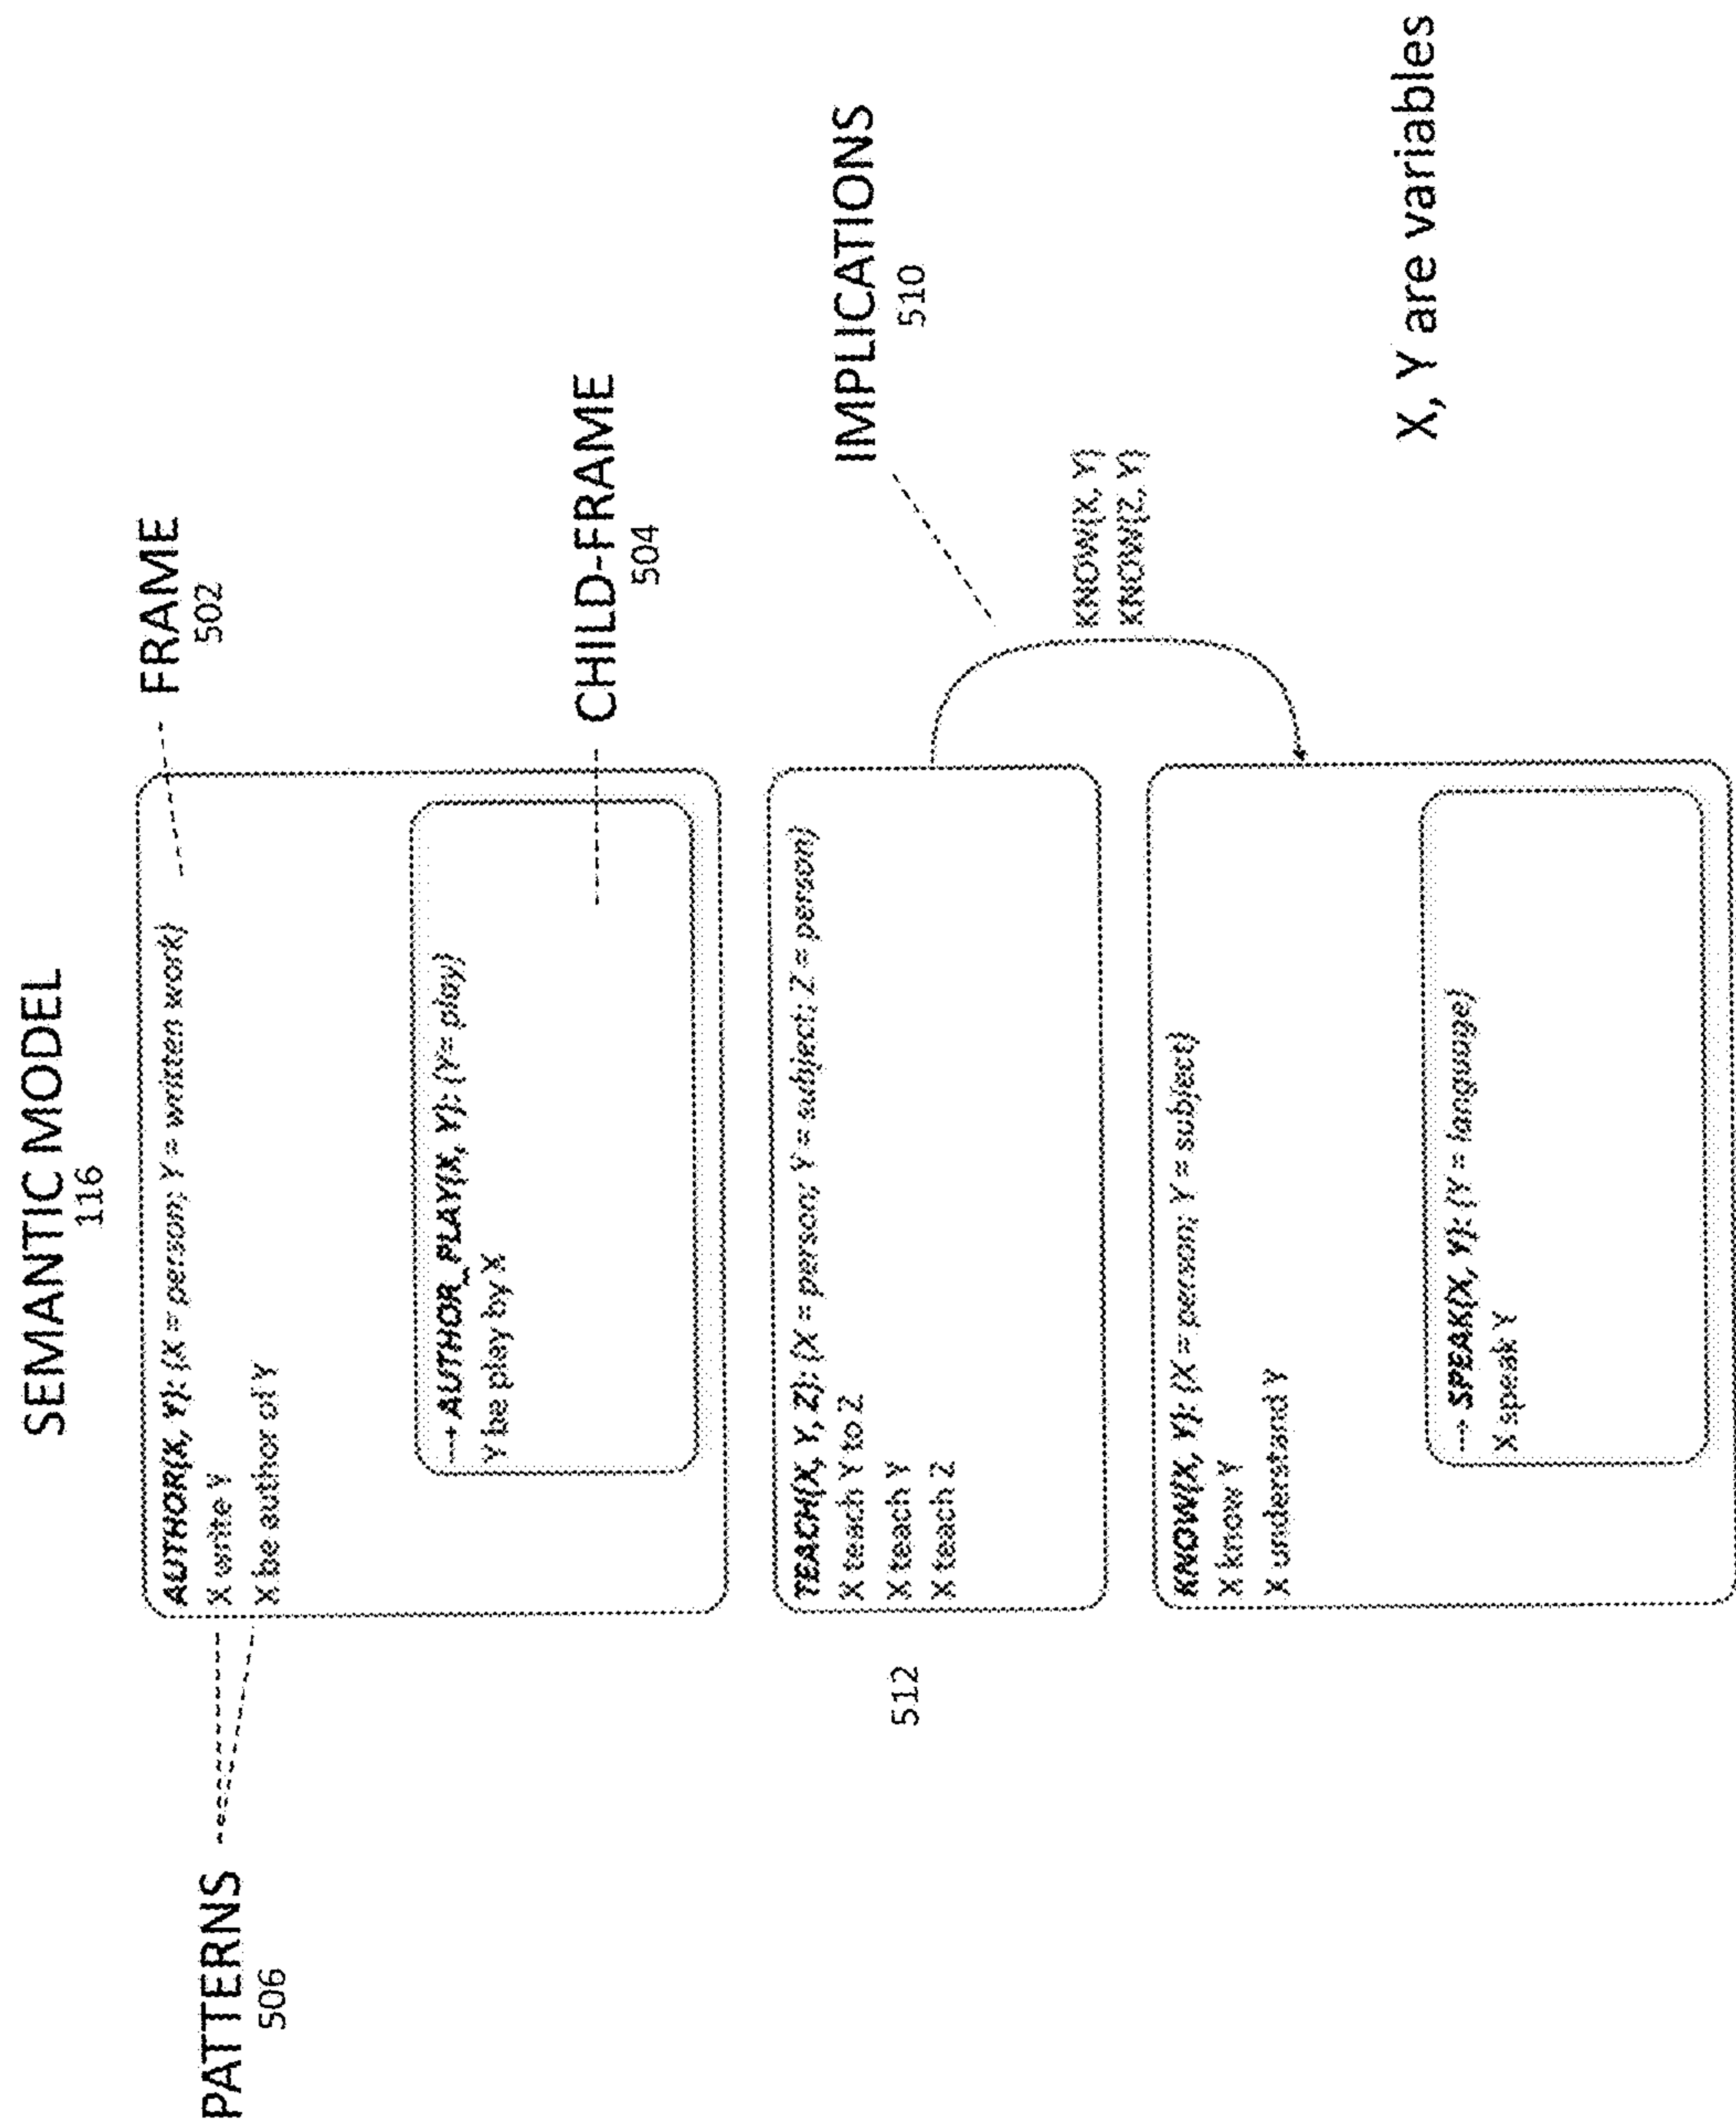 SEMANTIC MODEL
116
PATTERNS
506
AUTHOR(X, Y): {X = person; Y = written work}
X write Y
X be author of Y
FRAME
502
→ AUTHOR_PLAY(X, Y): {Y= play}
Y be play by X
CHILD-FRAME
504
512
TEACH(X, Y, Z): {X = person; Y = subject; Z = person}
X teach Y to Z
X teach Y
X teach Z
IMPLICATIONS
510
KNOW(X, Y)
KNOW(Z, Y)
KNOW(X, Y): {X = person; Y = subject}
X know Y
X understand Y
→ SPEAK(X, Y): {Y = language}
X speak Y
X, Y are variables